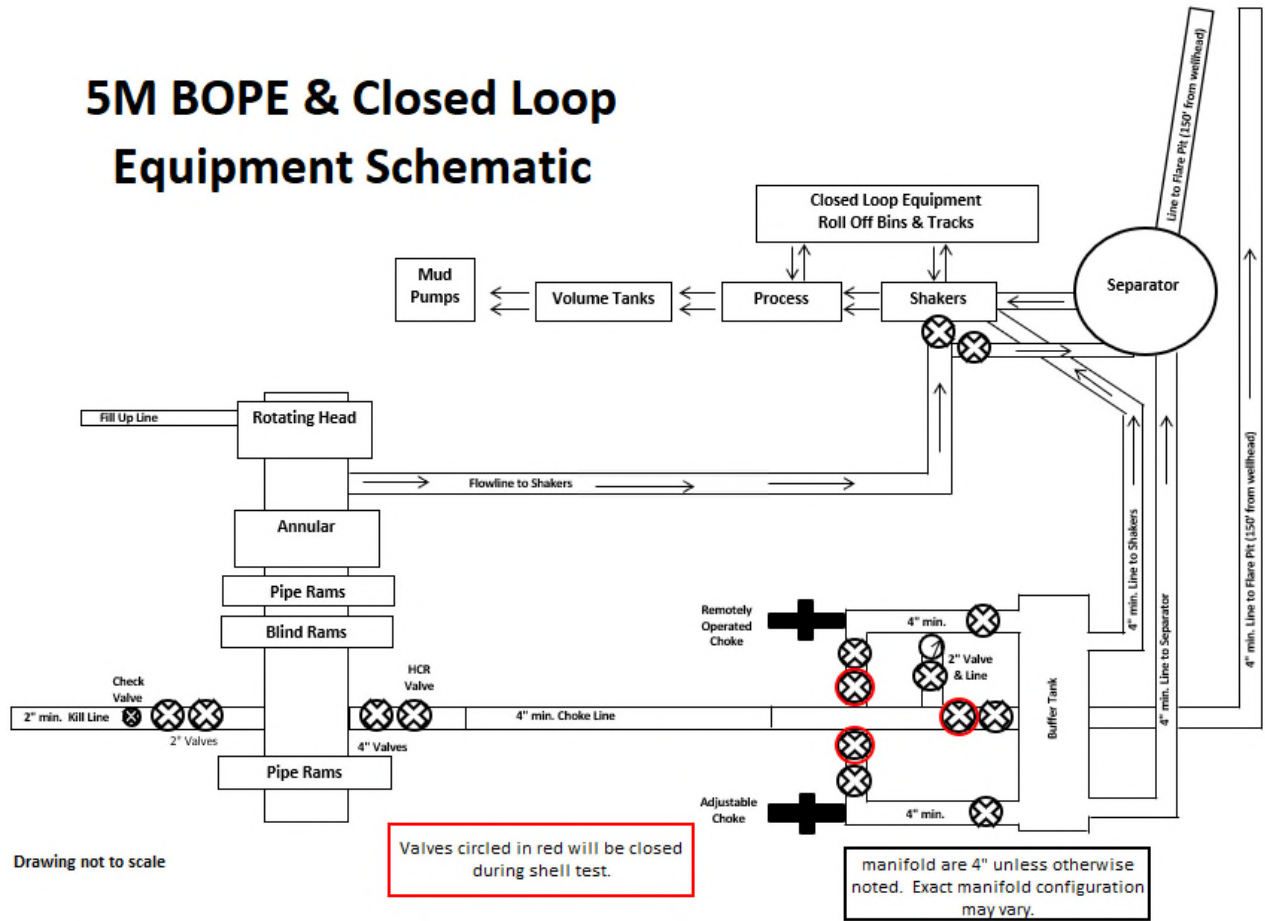 5M BOPE & Closed Loop
Equipment Schematic
Line to Flare Pit (150' from wellhead)
Closed Loop Equipment
Roll Off Bins & Tracks
Mud
Pumps
Volume Tanks
Process
Shakers
Separator
Fill Up Line
Rotating Head
Flowline to Shakers
Annular
Pipe Rams
Blind Rams
Check
Valve
2" min. Kill Line
2" Valves
HCR
Valve
4" Valves
4" min. Choke Line
Pipe Rams
Remotely
Operated
Choke
4" min.
2" Valve
& Line
Buffer Tank
Adjustable
Choke
4" min.
4" min. Line to Shakers
4" min. Line to Separator
4" min. Line to Flare Pit (150' from wellhead)
Drawing not to scale
Valves circled in red will be closed
during shell test.
manifold are 4" unless otherwise
noted. Exact manifold configuration
may vary.